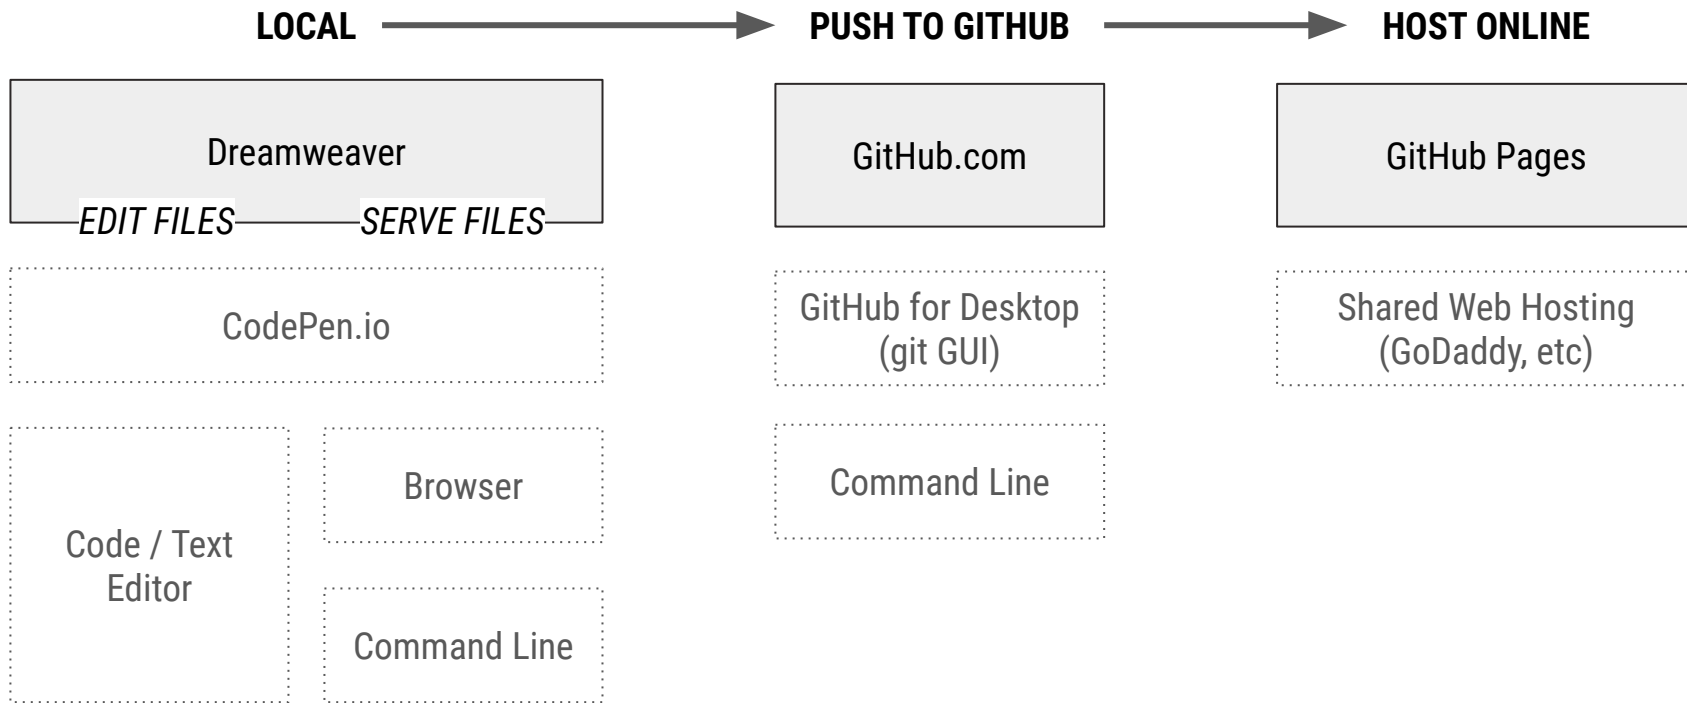 LOCAL
PUSH TO GITHUB
HOST ONLINE
Dreamweaver
EDIT FILES
SERVE FILES
GitHub.com
GitHub Pages
CodePen.io
GitHub for Desktop
(git GUI)
Shared Web Hosting
(GoDaddy, etc)
Code / Text
Editor
Browser
Command Line
Command Line